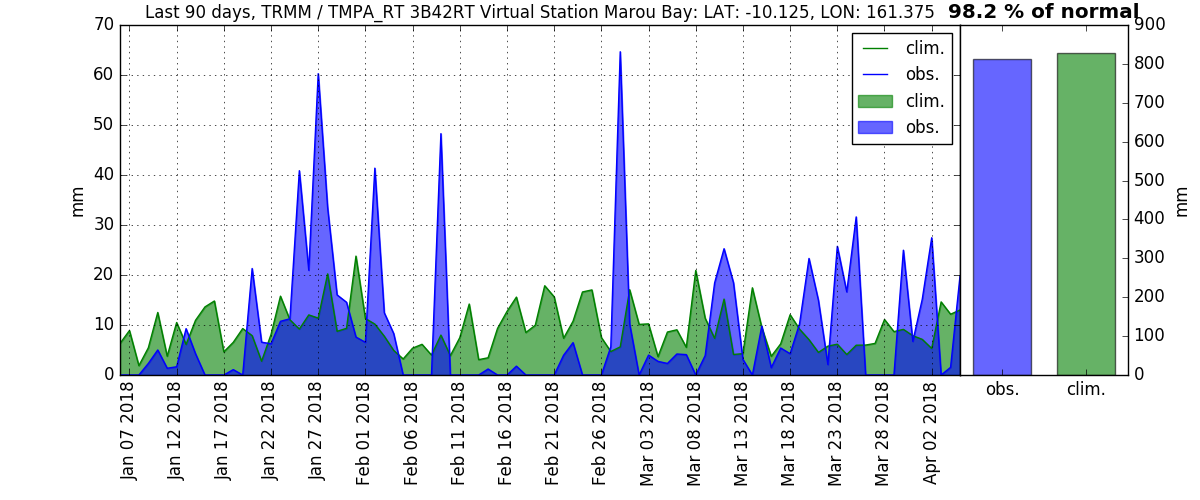 Last 90 days, TRMM / TMPA_RT 3B42RT Virtual Station Marou Bay: LAT: -10.125, LON: 161.375 98.2 % of normal
70
60
50
40
30
20
10
0
mm
clim.
obs.
clim.
obs.
Jan 07 2018
Jan 12 2018
Jan 17 2018
Jan 22 2018
Jan 27 2018
Feb 01 2018
Feb 06 2018
Feb 11 2018
Feb 16 2018
Feb 21 2018
Feb 26 2018
Mar 03 2018
Mar 08 2018
Mar 13 2018
Mar 18 2018
Mar 23 2018
Mar 28 2018
Apr 02 2018
900
800
700
600
500
400
300
200
100
0
mm
obs.
clim.